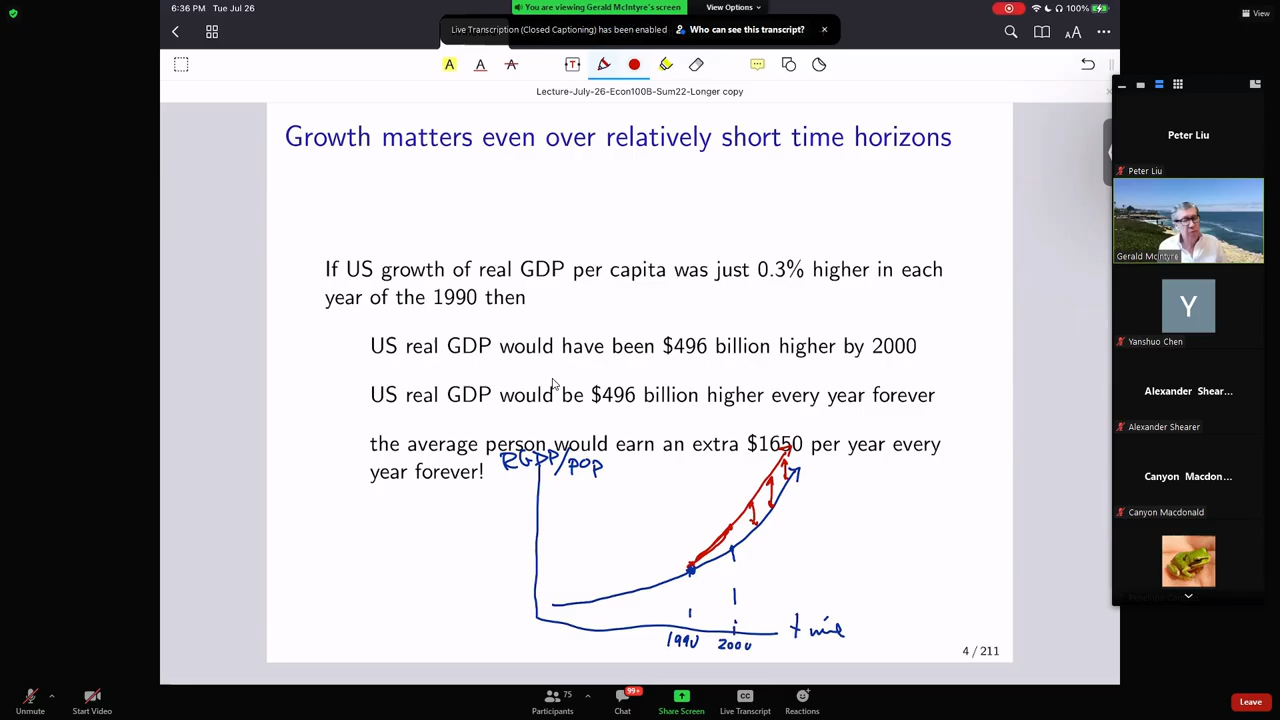 6:36 PM Tue Jul 26
You are viewing Gerald McIntyre's screen
View Options
100%
View
Live Transcription (Closed Captioning) has been enabled
Who can see this transcript?
Lecture-July-26-Econ100B-Sum22-Longer copy
Growth matters even over relatively short time horizons
If US growth of real GDP per capita was just 0.3% higher in each
year of the 1990 then
US real GDP would have been $496 billion higher by 2000
US real GDP would be $496 billion higher every year forever
the average person would earn an extra $1650 per year every
year forever!
RGDP/pop
1990
2000
time
4 / 211
Peter Liu
Peter Liu
Gerald McIntyre
Y
Yanshuo Chen
Alexander Shear...
Alexander Shearer
Canyon Macdon...
Canyon Macdonald
Unmute
Start Video
75
Participants
99+
Chat
Share Screen
CC
Live Transcript
Reactions
Leave